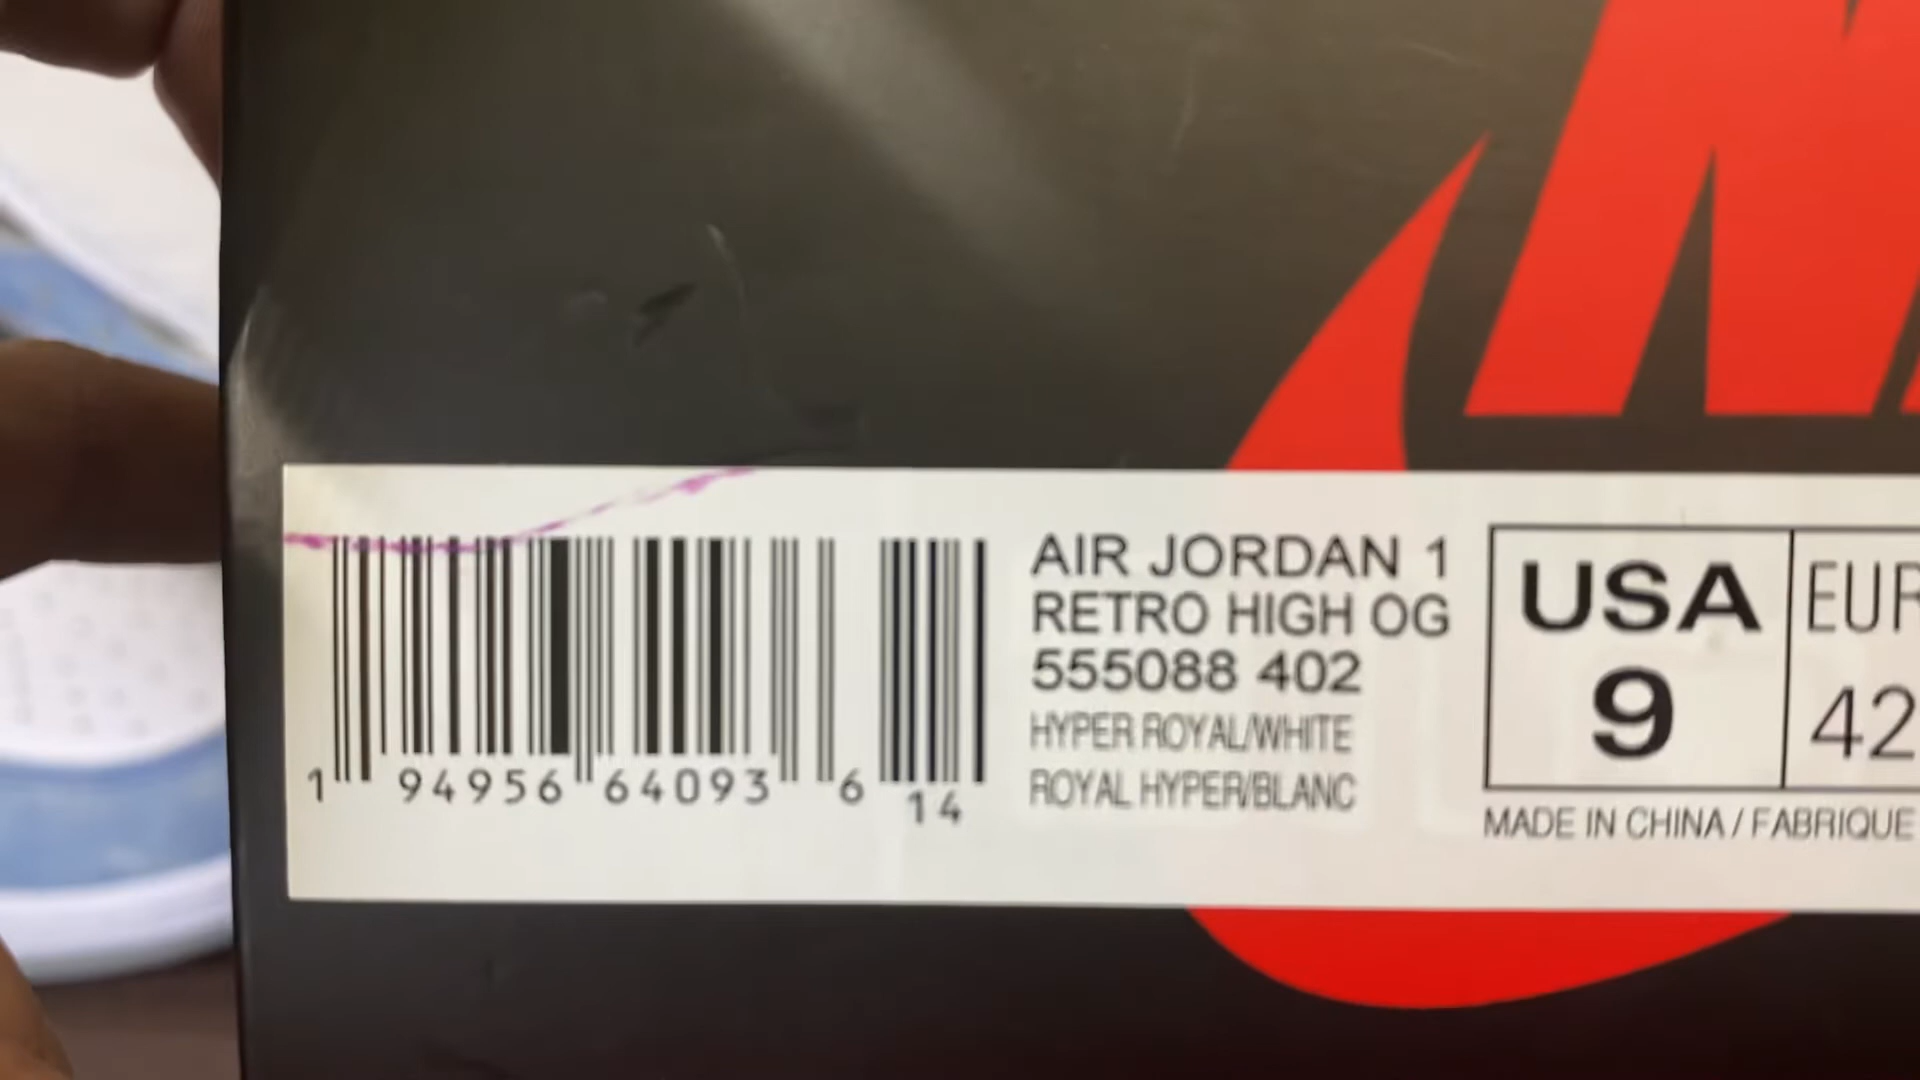 AIR JORDAN 1
RETRO HIGH OG
555088 402
HYPER ROYAL/WHITE
ROYAL HYPER/BLANC
1 94956 64093 6 14
USA
9
EUR
42
MADE IN CHINA / FABRIQUE